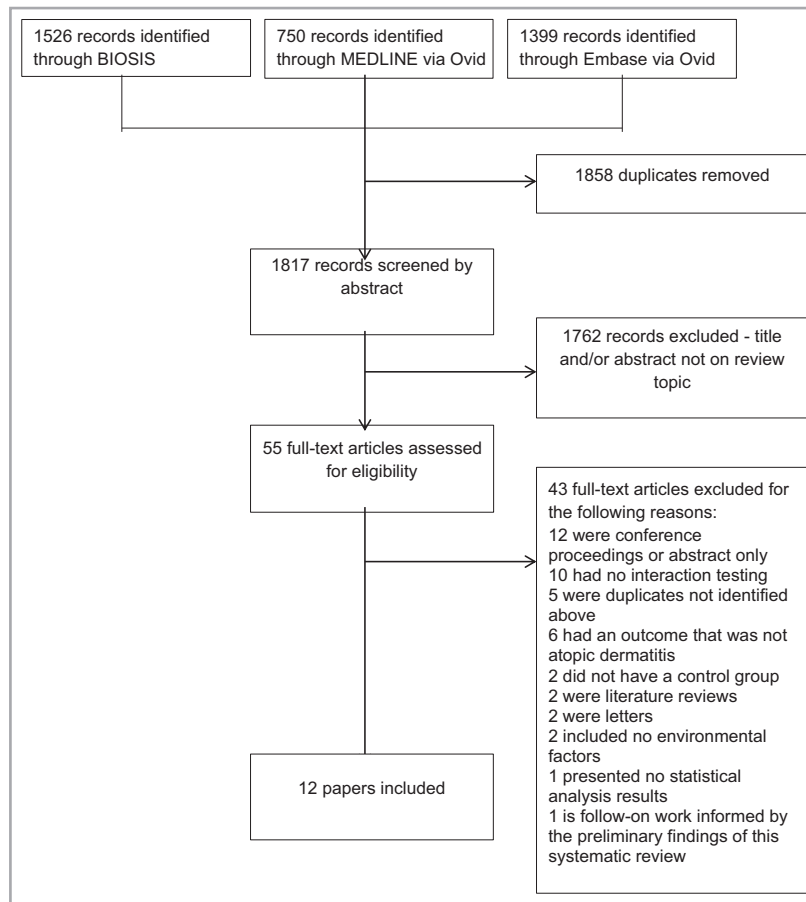 1526 records identified
through BIOSIS
750 records identified
through MEDLINE via Ovid
1399 records identified
through Embase via Ovid
1858 duplicates removed
1817 records screened by
abstract
1762 records excluded - title
and/or abstract not on review
topic
55 full-text articles assessed
for eligibility
43 full-text articles excluded for
the following reasons:
12 were conference
proceedings or abstract only
10 had no interaction testing
5 were duplicates not identified
above
6 had an outcome that was not
atopic dermatitis
2 did not have a control group
2 were literature reviews
2 were letters
2 included no environmental
factors
1 presented no statistical
analysis results
1 is follow-on work informed by
the preliminary findings of this
systematic review
12 papers included